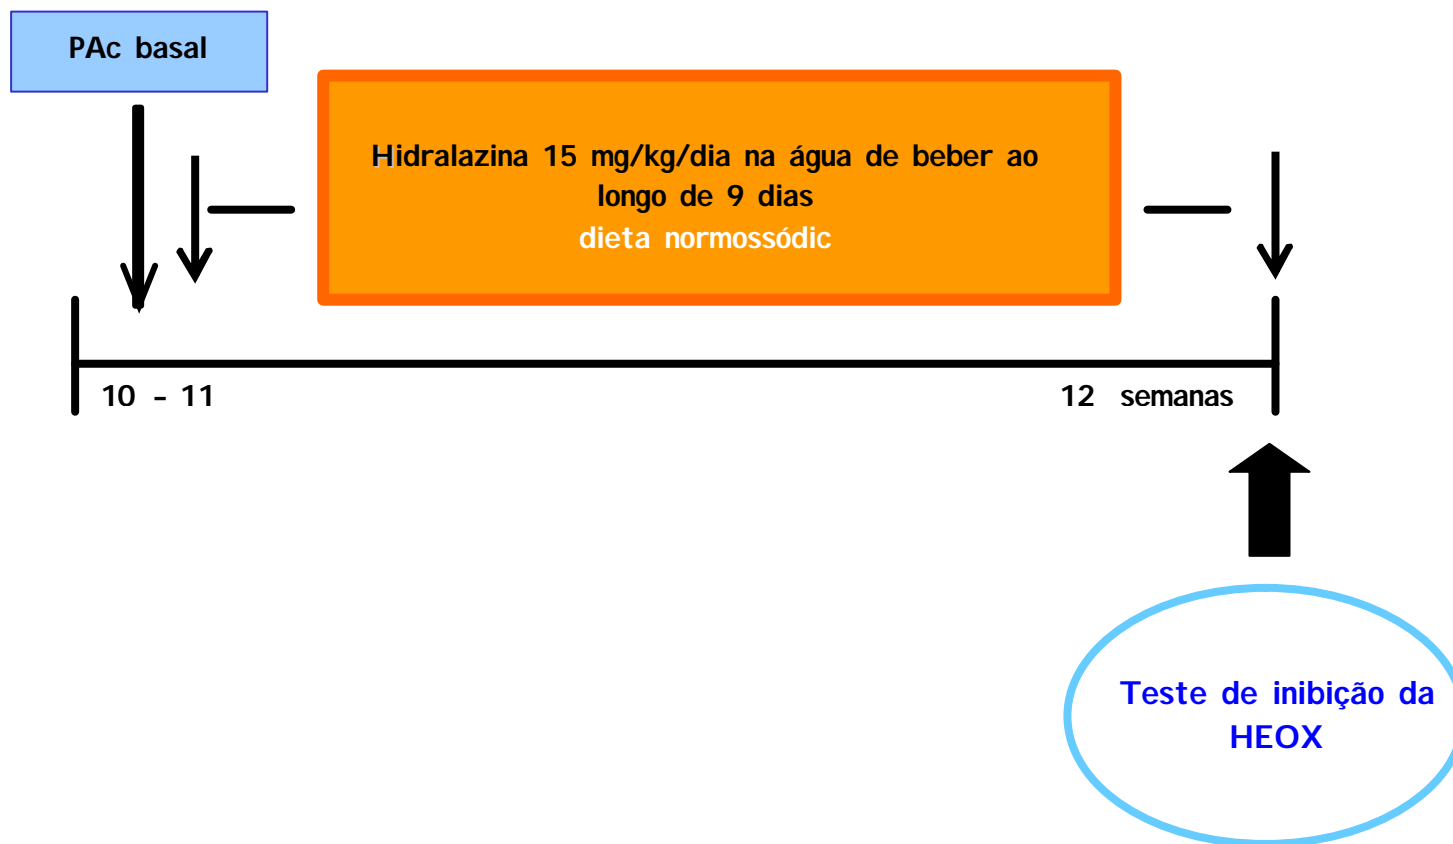 PAc basal
Hidralazina 15 mg/kg/dia na água de beber ao
longo de 9 dias
dieta normossódic
10 - 11
12 semanas
Teste de inibição da
HEOX